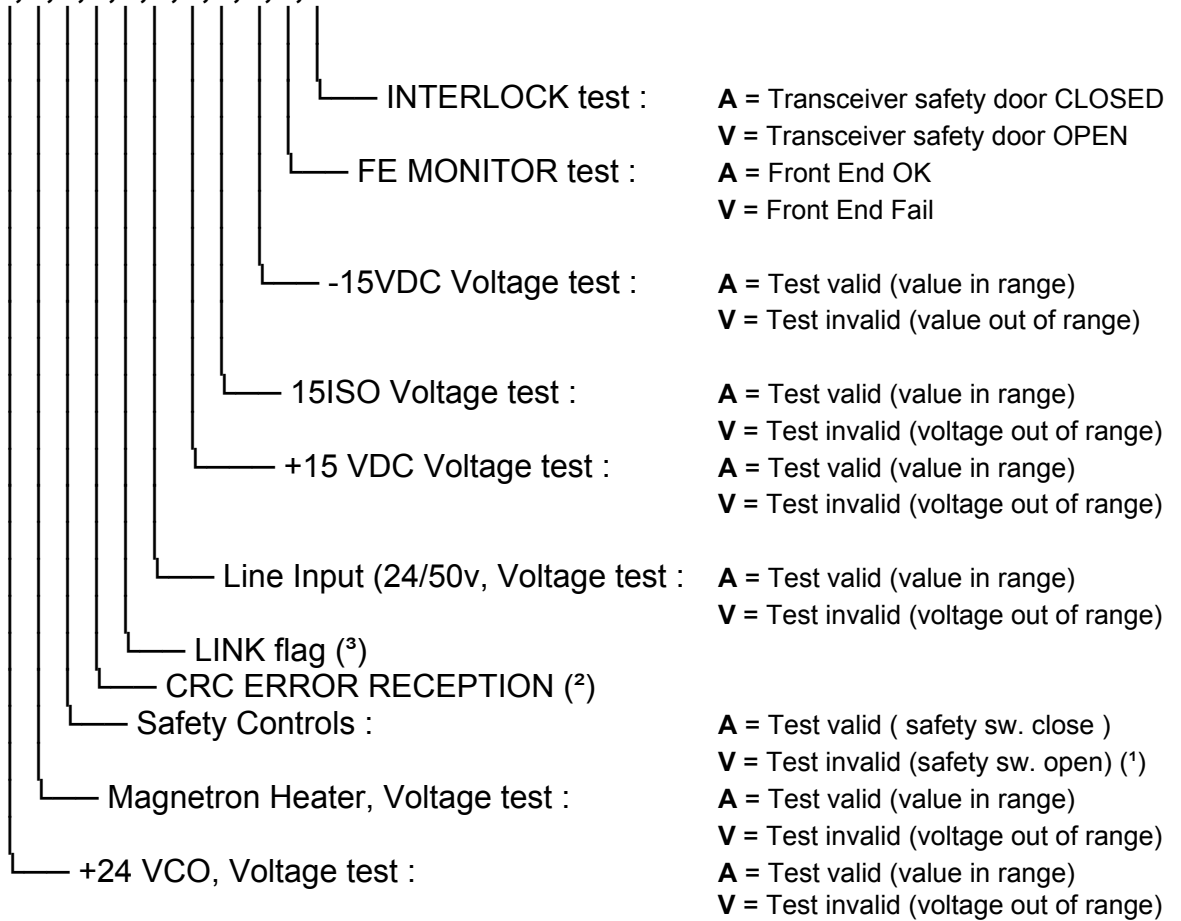 INTERLOCK test : A = Transceiver safety door CLOSED
V = Transceiver safety door OPEN
FE MONITOR test : A = Front End OK
V = Front End Fail
-15VDC Voltage test : A = Test valid (value in range)
V = Test invalid (value out of range)
15ISO Voltage test : A = Test valid (value in range)
V = Test invalid (voltage out of range)
+15 VDC Voltage test : A = Test valid (value in range)
V = Test invalid (voltage out of range)
Line Input (24/50v, Voltage test : A = Test valid (value in range)
V = Test invalid (voltage out of range)
LINK flag (³)
CRC ERROR RECEPTION (²)
Safety Controls : A = Test valid ( safety sw. close )
V = Test invalid (safety sw. open) (¹)
Magnetron Heater, Voltage test : A = Test valid (value in range)
V = Test invalid (voltage out of range)
+24 VCO, Voltage test : A = Test valid (value in range)
V = Test invalid (voltage out of range)